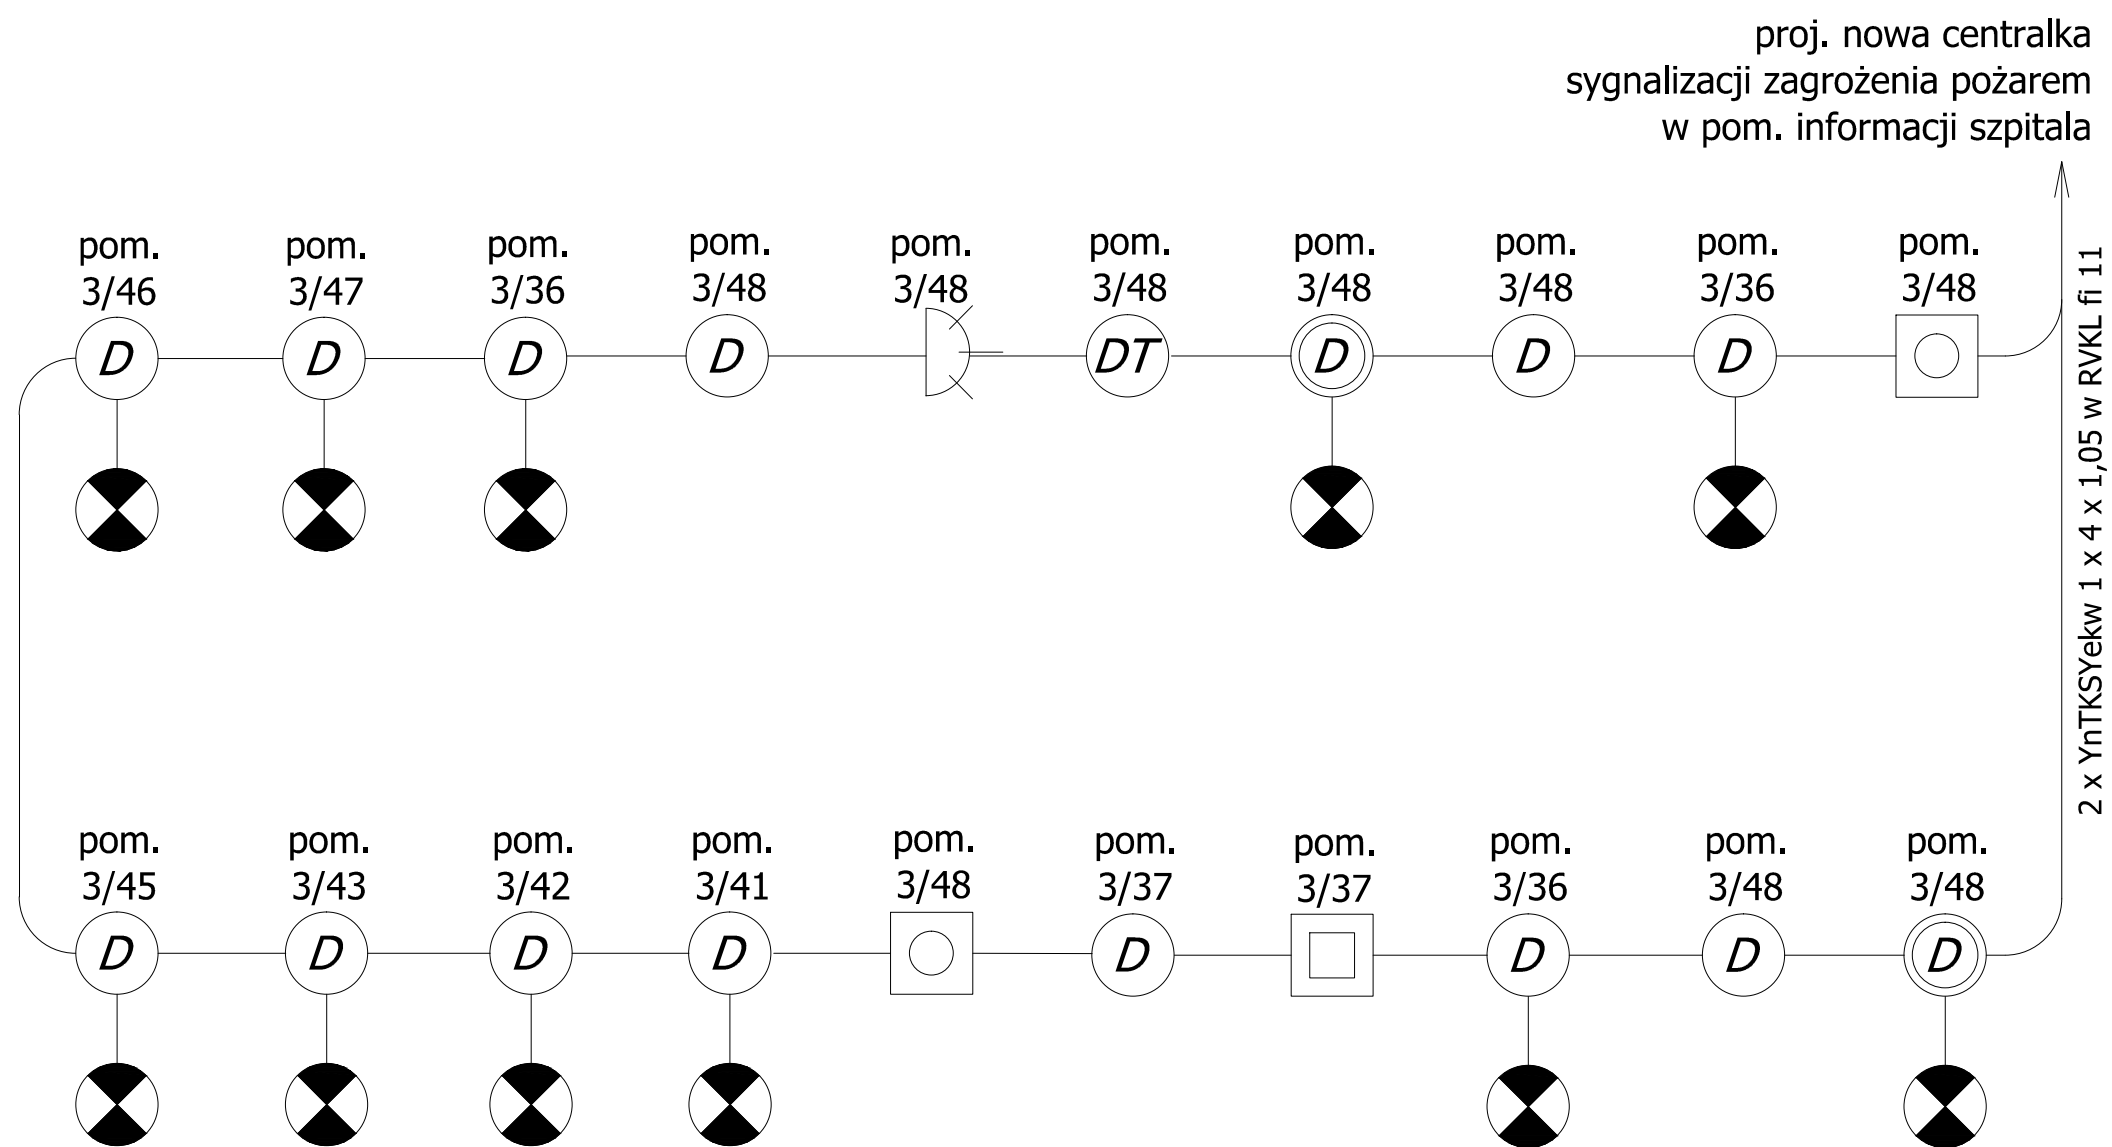 proj. nowa centralka
sygnalizacji zagrożenia pożarem
w pom. informacji szpitala
pom.
3/46
D
pom.
3/47
D
pom.
3/36
D
pom.
3/48
D
pom.
3/48
pom.
3/48
DT
pom.
3/48
D
pom.
3/48
D
pom.
3/36
D
pom.
3/48
2 x YnTKSYekw 1 x 4 x 1,05 w RVKL fi 11
pom.
3/45
D
pom.
3/43
D
pom.
3/42
D
pom.
3/41
D
pom.
3/48
pom.
3/37
D
pom.
3/37
pom.
3/36
D
pom.
3/48
D
pom.
3/48
D